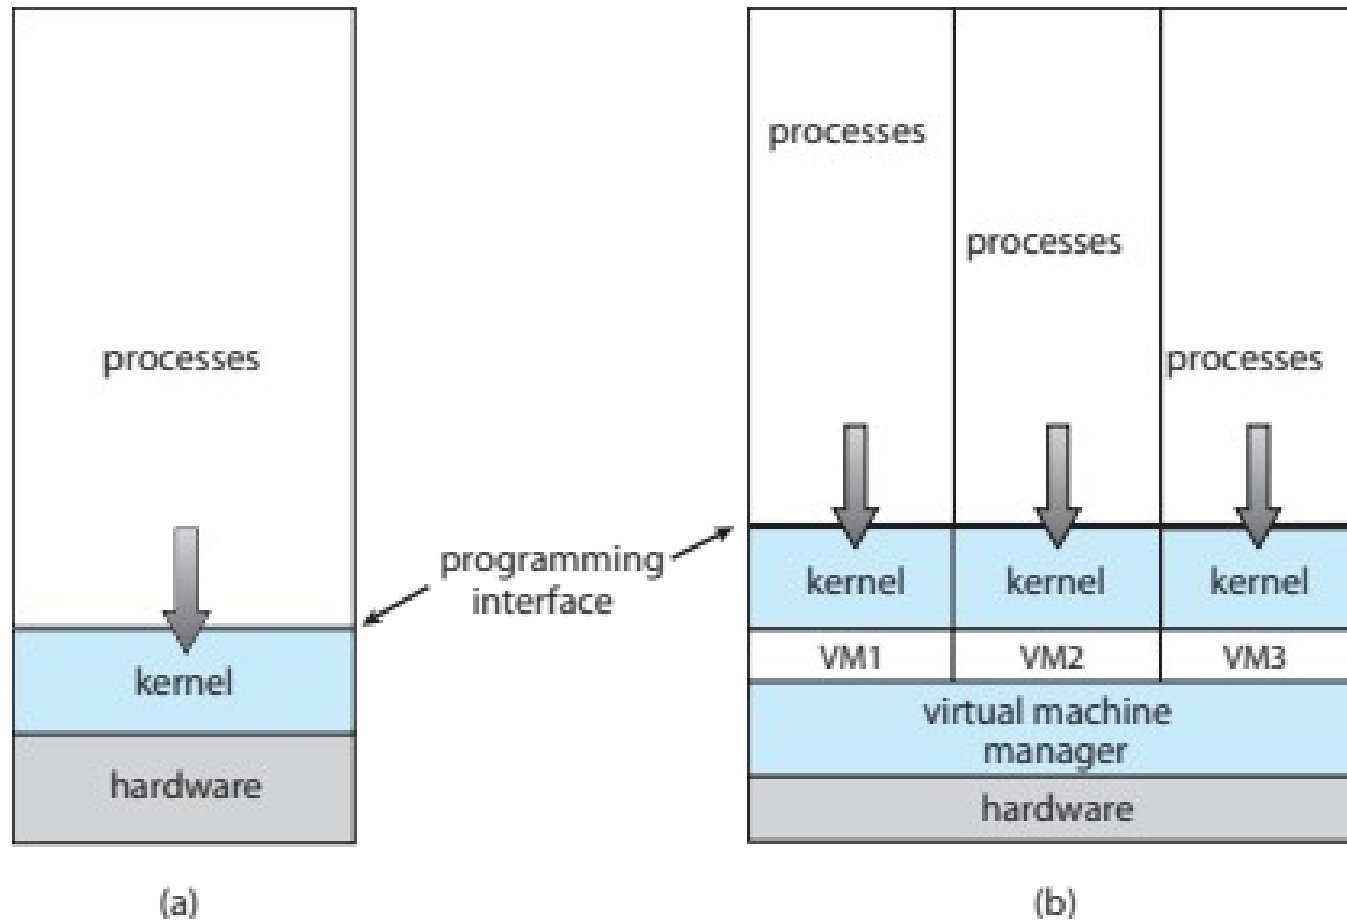 processes
kernel
hardware
(a)
programming
interface
processes
processes
processes
kernel
kernel
kernel
VM1
VM2
VM3
virtual machine
manager
hardware
(b)